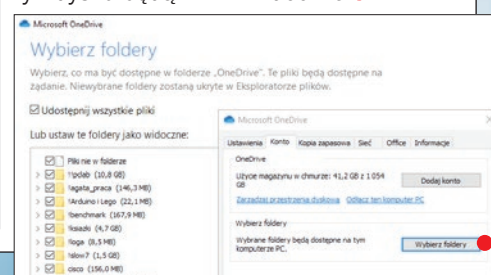 Microsoft OneDrive
Wybierz foldery
Wybierz, co ma być dostępne w folderze „OneDrive”. Te pliki będą dostępne na
żądanie. Niewybrane foldery zostaną ukryte w Eksploratorze plików.
Udostępnij wszystkie pliki
Lub ustaw te foldery jako widoczne:
Pliki nie w folderze
!!pdab (10,8 GB)
!agata_praca (146,3 MB)
!Arduino i Lego (22,1 MB)
!benchmark (167,9 MB)
!ksiazki (4,7 GB)
!loga (8,5 MB)
!slow7 (1,5 GB)
cisco (156,0 MB)
Microsoft OneDrive
Ustawienia Konto Kopia zapasowa Sieć Office Informacje
OneDrive
Użycie magazynu w chmurze: 41,2 GB z 1 054
GB
Dodaj konto
Zarządzaj przestrzenią dyskową Odłącz ten komputer PC
Wybierz foldery
Wybrane foldery będą dostępne na tym
komputerze PC.
Wybierz foldery